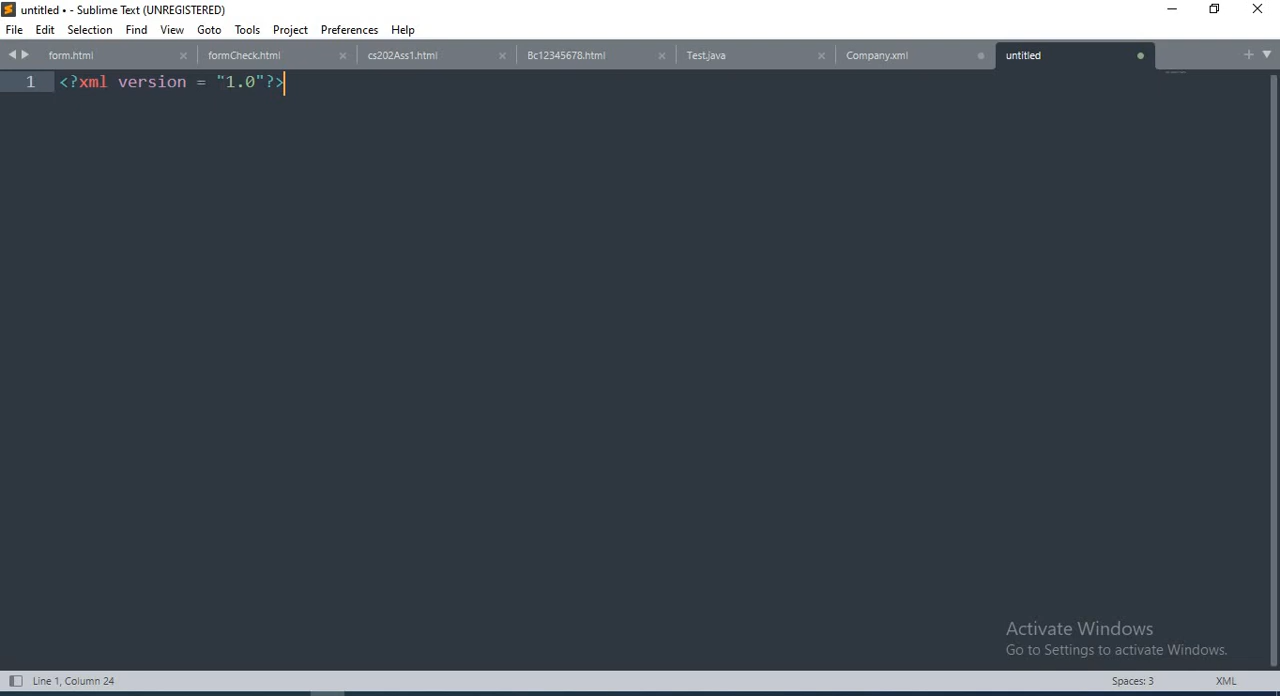 untitled • - Sublime Text (UNREGISTERED)
File Edit Selection Find View Goto Tools Project Preferences Help
form.html formCheck.html cs202Ass1.html Bc12345678.html Test.java Company.xml untitled
1 <?xml version = "1.0"?>
Activate Windows
Go to Settings to activate Windows.
Line 1, Column 24 Spaces: 3 XML